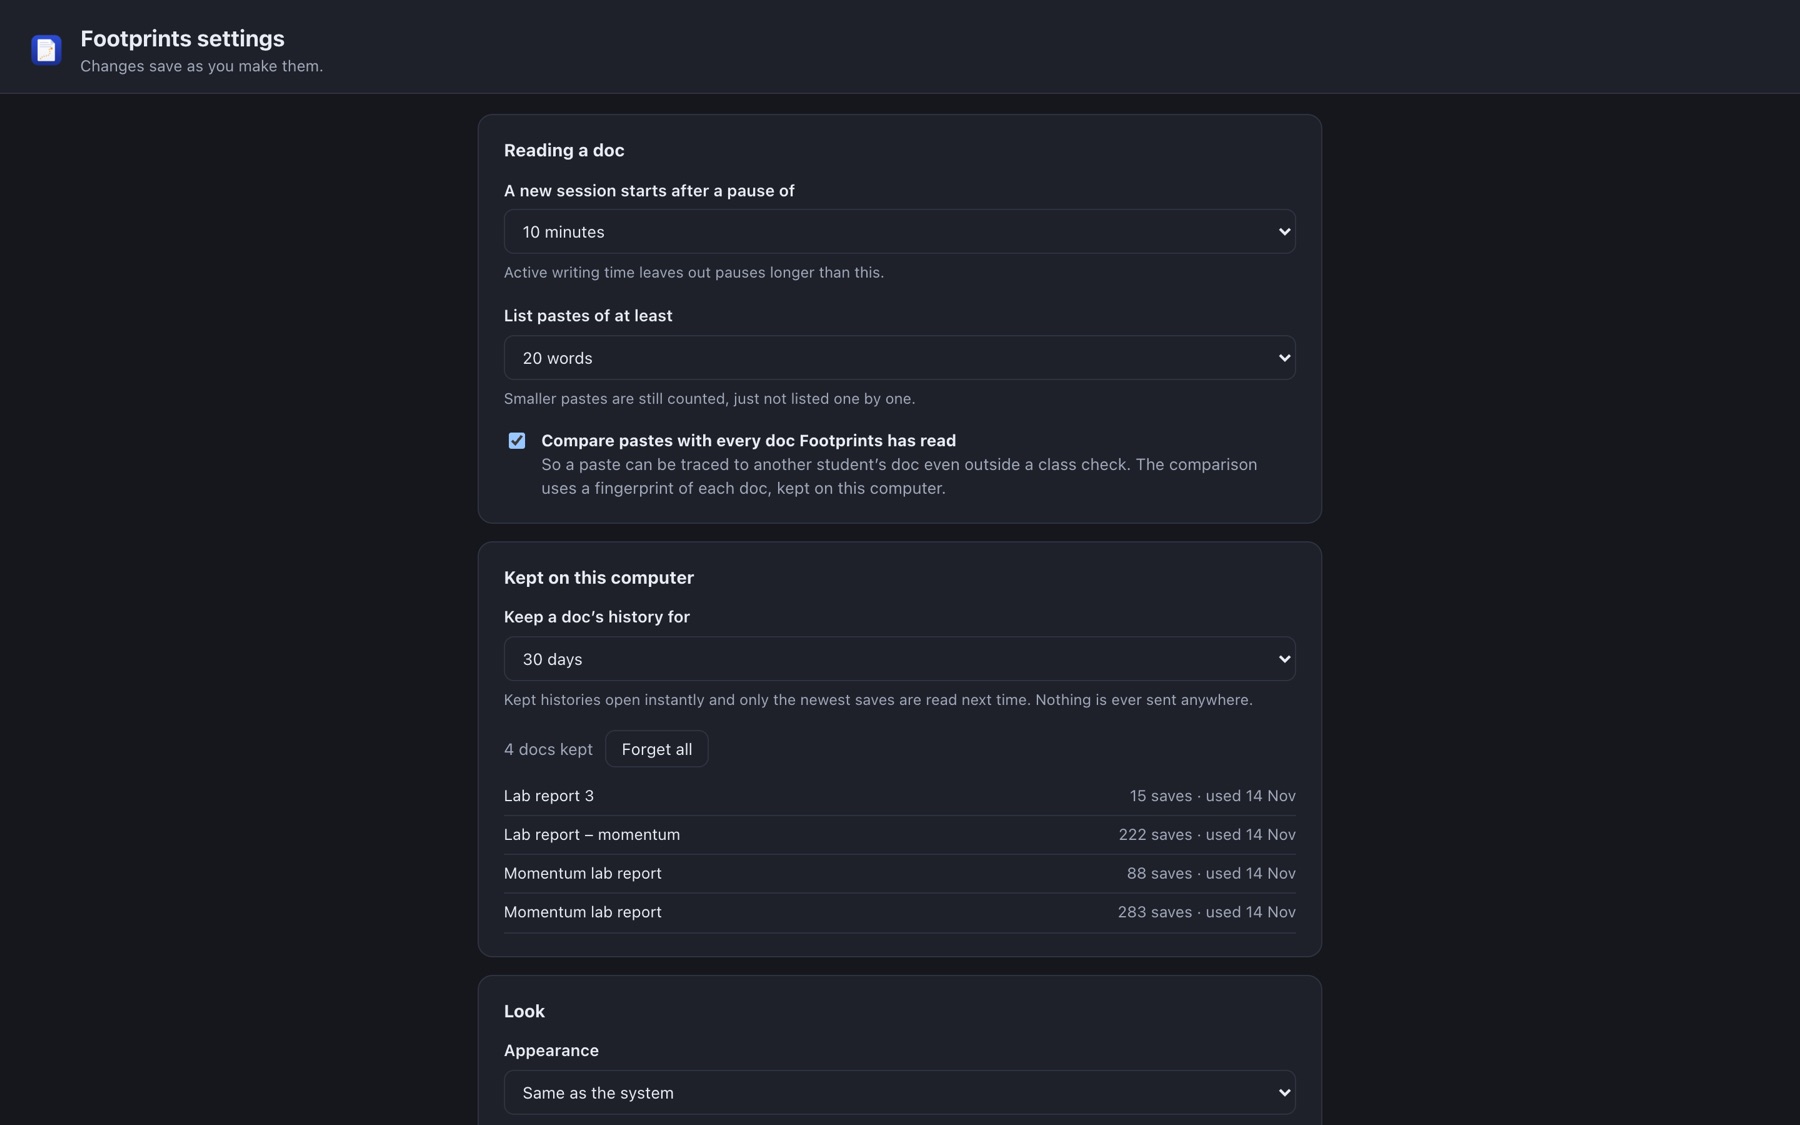 Footprints settings
Changes save as you make them.
Reading a doc
A new session starts after a pause of
10 minutes
Active writing time leaves out pauses longer than this.
List pastes of at least
20 words
Smaller pastes are still counted, just not listed one by one.
Compare pastes with every doc Footprints has read
So a paste can be traced to another student’s doc even outside a class check. The comparison
uses a fingerprint of each doc, kept on this computer.
Kept on this computer
Keep a doc’s history for
30 days
Kept histories open instantly and only the newest saves are read next time. Nothing is ever sent anywhere.
4 docs kept Forget all
Lab report 3 15 saves · used 14 Nov
Lab report – momentum 222 saves · used 14 Nov
Momentum lab report 88 saves · used 14 Nov
Momentum lab report 283 saves · used 14 Nov
Look
Appearance
Same as the system